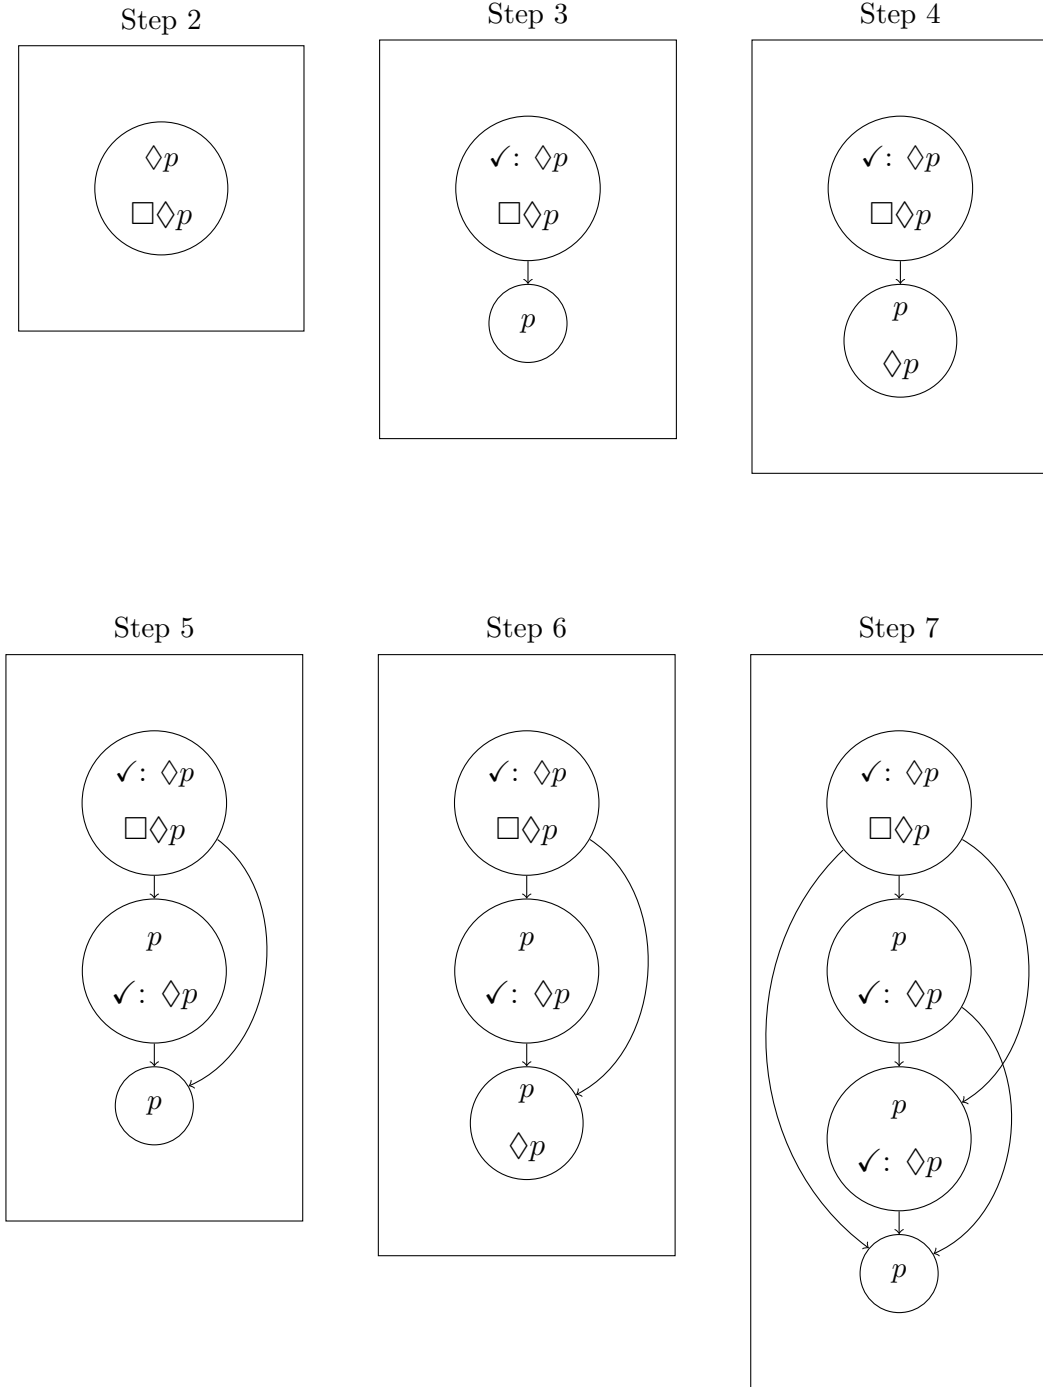 Step 2
◊p
□◊p
Step 3
✓: ◊p
□◊p
p
Step 4
✓: ◊p
□◊p
p
◊p
Step 5
✓: ◊p
□◊p
p
✓: ◊p
p
Step 6
✓: ◊p
□◊p
p
✓: ◊p
p
◊p
Step 7
✓: ◊p
□◊p
p
✓: ◊p
p
✓: ◊p
p